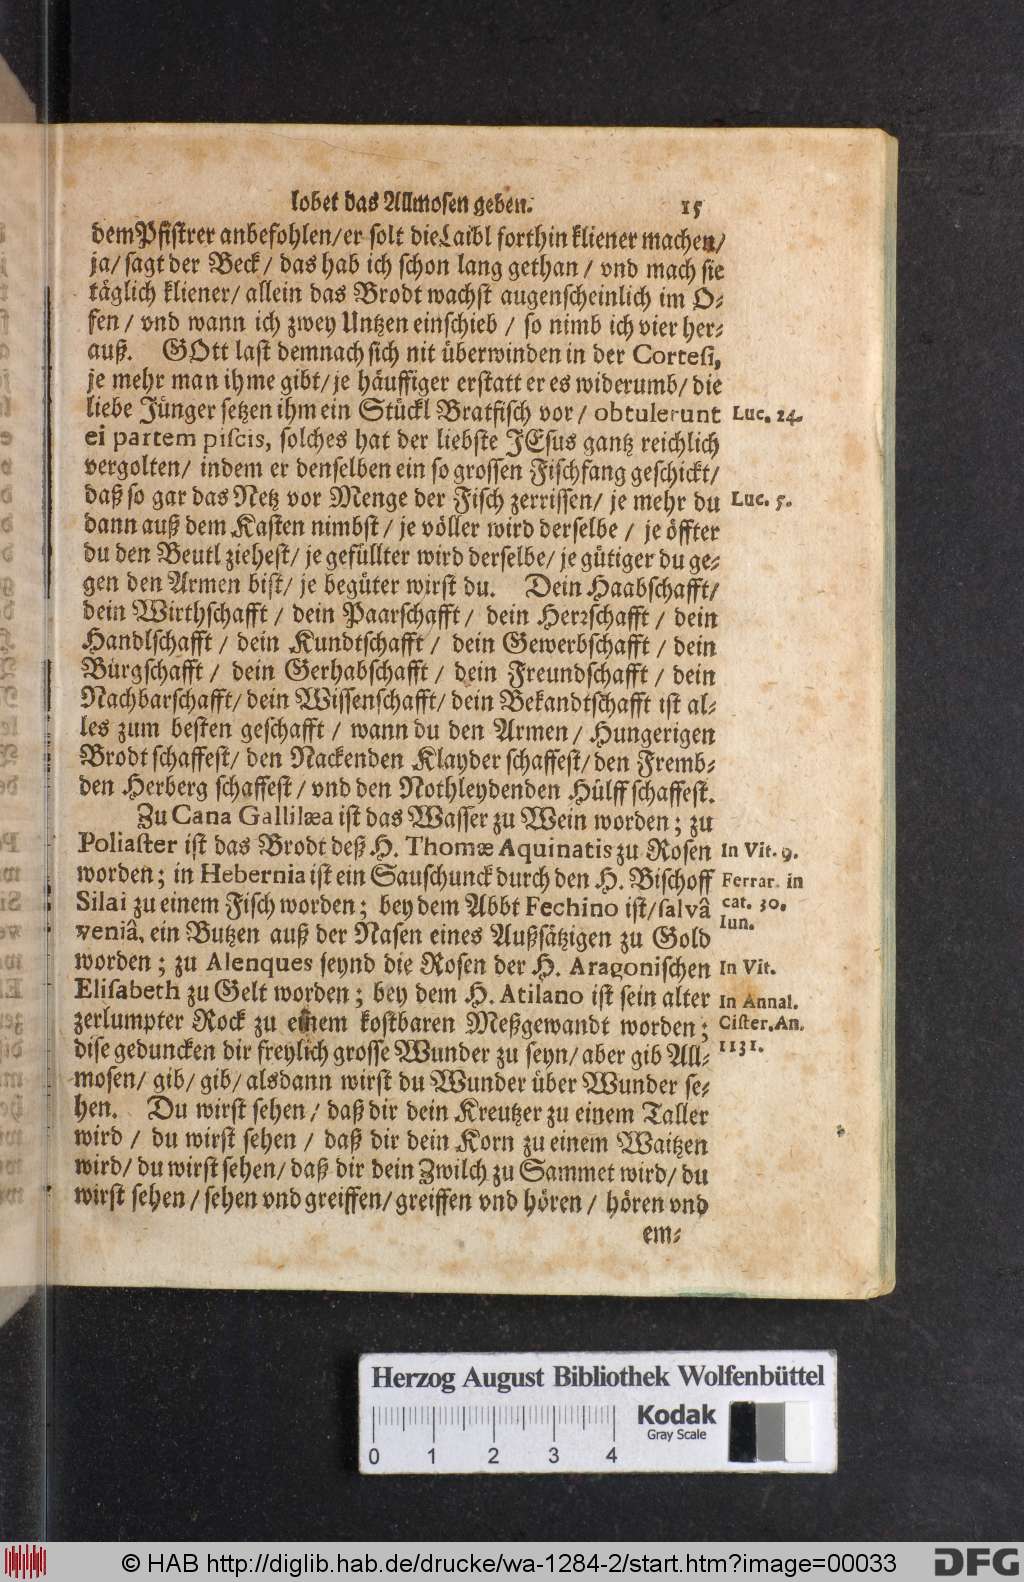 lobet das Allmosen geben. 15
dem Pfistrer anbefohlen/ er solt die Laibl forthin kliener machen/
ja/ sagt der Beck/ das hab ich schon lang gethan / vnd mach sie
täglich kliener/ allein das Brodt wachst augenscheinlich im O-
fen / vnd wann ich zwey Untzen einschieb / so nimb ich vier her-
auß. GOtt last demnach sich nit überwinden in der Cortesi,
je mehr man ihme gibt/ je häuffiger erstatt er es widerumb/ die
liebe Jünger setzen ihm ein Stückl Bratfisch vor/ obtulerunt Luc. 24.
ei partem piscis, solches hat der liebste JEsus gantz reichlich
vergolten/ indem er denselben ein so grossen Fischfang geschickt/
daß so gar das Netz vor Menge der Fisch zerrissen/ je mehr du Luc. 5.
dann auß dem Kasten nimbst/ je völler wird derselbe / je öffter
du den Beutl ziehest/ je gefüllter wird derselbe/ je gütiger du ge-
gen den Armen bist/ je begüter wirst du. Dein Haabschafft/
dein Wirthschafft / dein Paarschafft / dein Herrschafft / dein
Handlschafft / dein Kundtschafft / dein Gewerbschafft / dein
Bürgschafft / dein Gerhabschafft / dein Freundschafft / dein
Nachbarschafft/ dein Wissenschafft/ dein Bekandtschafft ist al-
les zum besten geschafft / wann du den Armen / Hungerigen
Brodt schaffest/ den Nackenden Klayder schaffest/ den Fremb-
den Herberg schaffest / vnd den Nothleydenden Hülff schaffest.
Zu Cana Gallilæa ist das Wasser zu Wein worden; zu
Poliaster ist das Brodt deß H. Thomæ Aquinatis zu Rosen In Vit. 9.
worden; in Hebernia ist ein Sauschunck durch den H. Bischoff Ferrar. in
Silai zu einem Fisch worden; bey dem Abbt Fechino ist/ salvâ cat. 30.
veniâ, ein Butzen auß der Nasen eines Außsätzigen zu Gold Iun.
worden; zu Alenques seynd die Rosen der H. Aragonischen In Vit.
Elisabeth zu Gelt worden; bey dem H. Atilano ist sein alter In Annal.
zerlumpter Rock zu einem kostbaren Meßgewandt worden; Cister. An.
dise geduncken dir freylich grosse Wunder zu seyn/ aber gib All- 1131.
mosen/ gib/ gib/ alsdann wirst du Wunder über Wunder se-
hen. Du wirst sehen / daß dir dein Kreutzer zu einem Taller
wird / du wirst sehen / daß dir dein Korn zu einem Waitzen
wird/ du wirst sehen/ daß dir dein Zwilch zu Sammet wird/ du
wirst sehen / sehen vnd greiffen/ greiffen vnd hören / hören vnd
em-
Herzog August Bibliothek Wolfenbüttel
Kodak
Gray Scale
0 1 2 3 4
© HAB http://diglib.hab.de/drucke/wa-1284-2/start.htm?image=00033 DFG